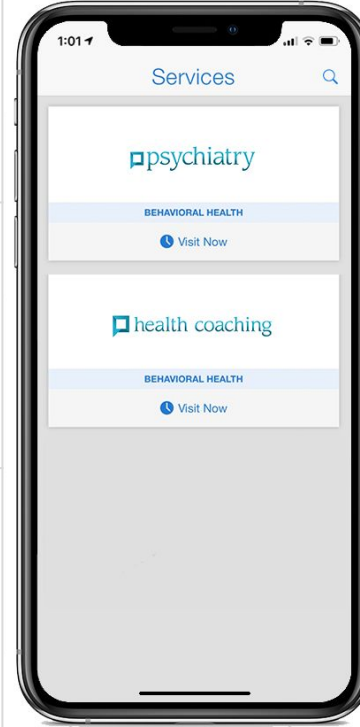 1:01
Services
psychiatry
BEHAVIORAL HEALTH
Visit Now
health coaching
BEHAVIORAL HEALTH
Visit Now